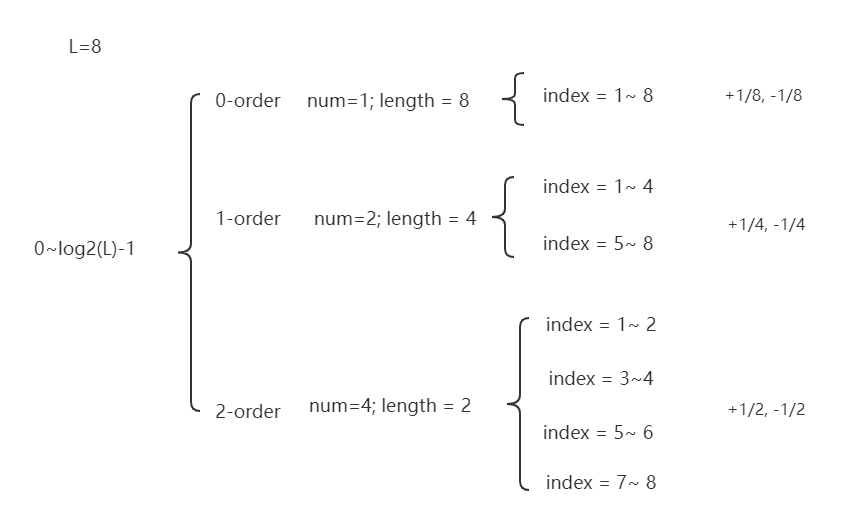 L=8
0~log2(L)-1
0-order num=1; length = 8
index = 1~ 8
+1/8, -1/8
1-order num=2; length = 4
index = 1~ 4
index = 5~ 8
+1/4, -1/4
2-order num=4; length = 2
index = 1~ 2
index = 3~4
index = 5~ 6
index = 7~ 8
+1/2, -1/2